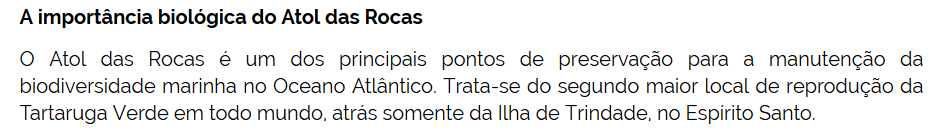 A importância biológica do Atol das Rocas
O Atol das Rocas é um dos principais pontos de preservação para a manutenção da
biodiversidade marinha no Oceano Atlântico. Trata-se do segundo maior local de reprodução da
Tartaruga Verde em todo mundo, atrás somente da Ilha de Trindade, no Espírito Santo.